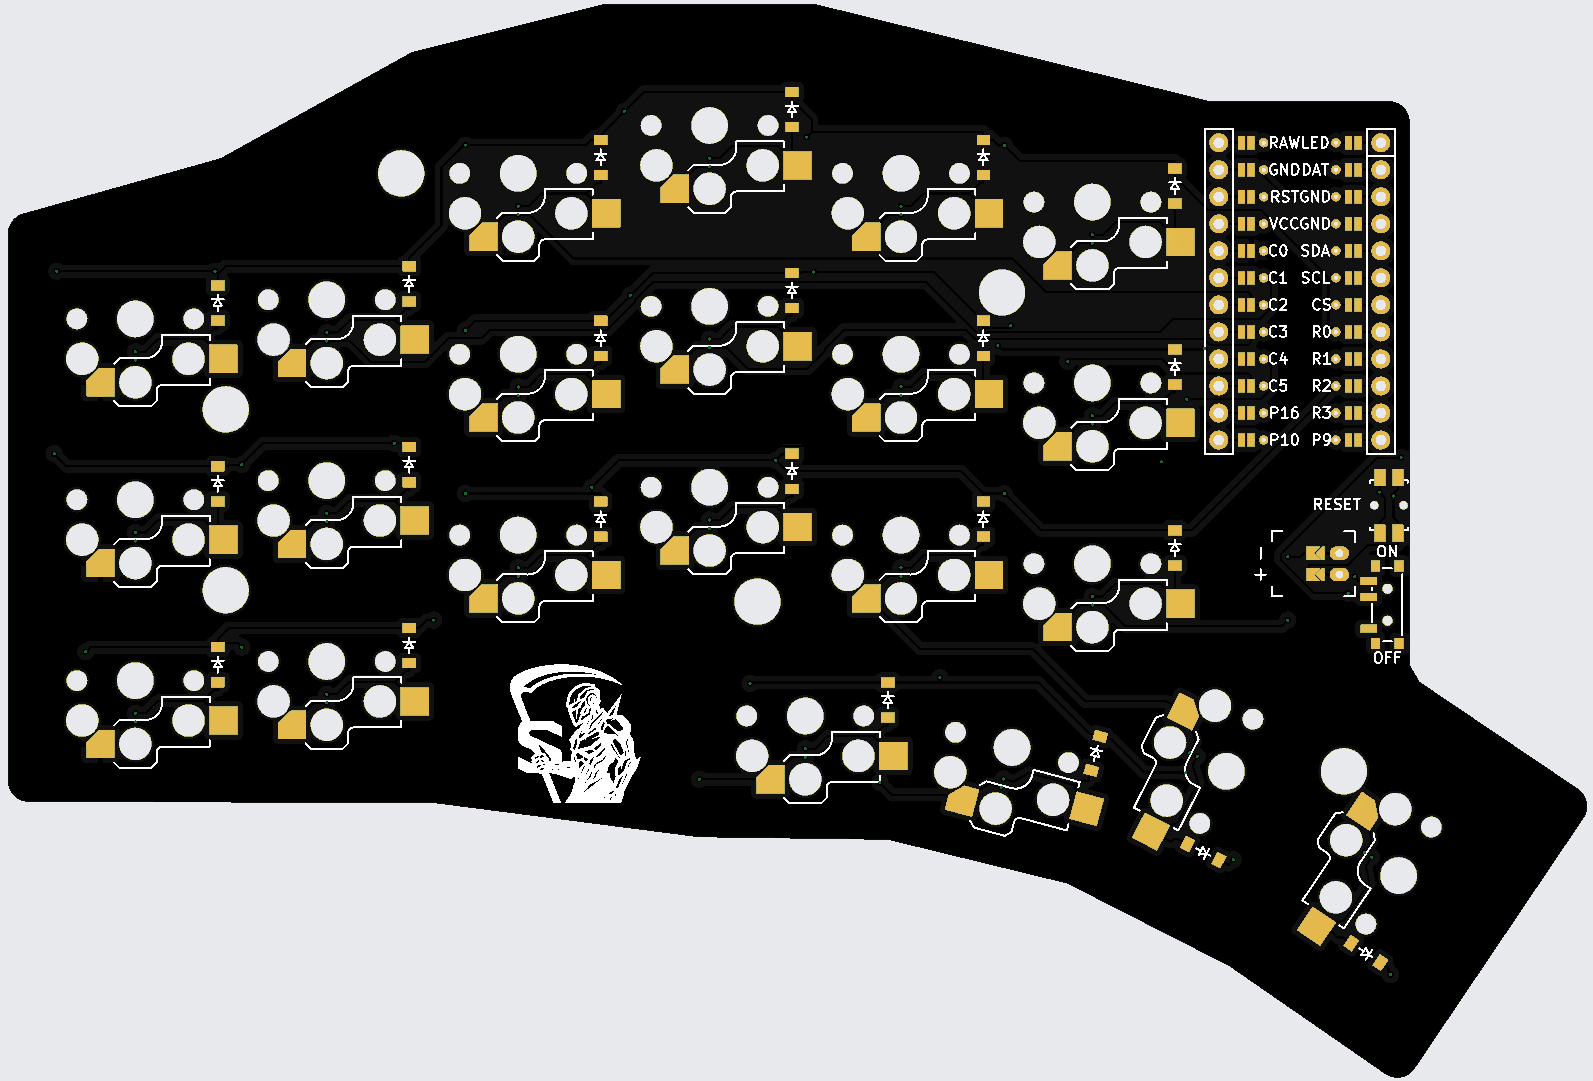 RAW LED
GND DAT
RST GND
VCC GND
C0 SDA
C1 SCL
C2 CS
C3 R0
C4 R1
C5 R2
P16 R3
P10 P9
RESET
ON
+
OFF